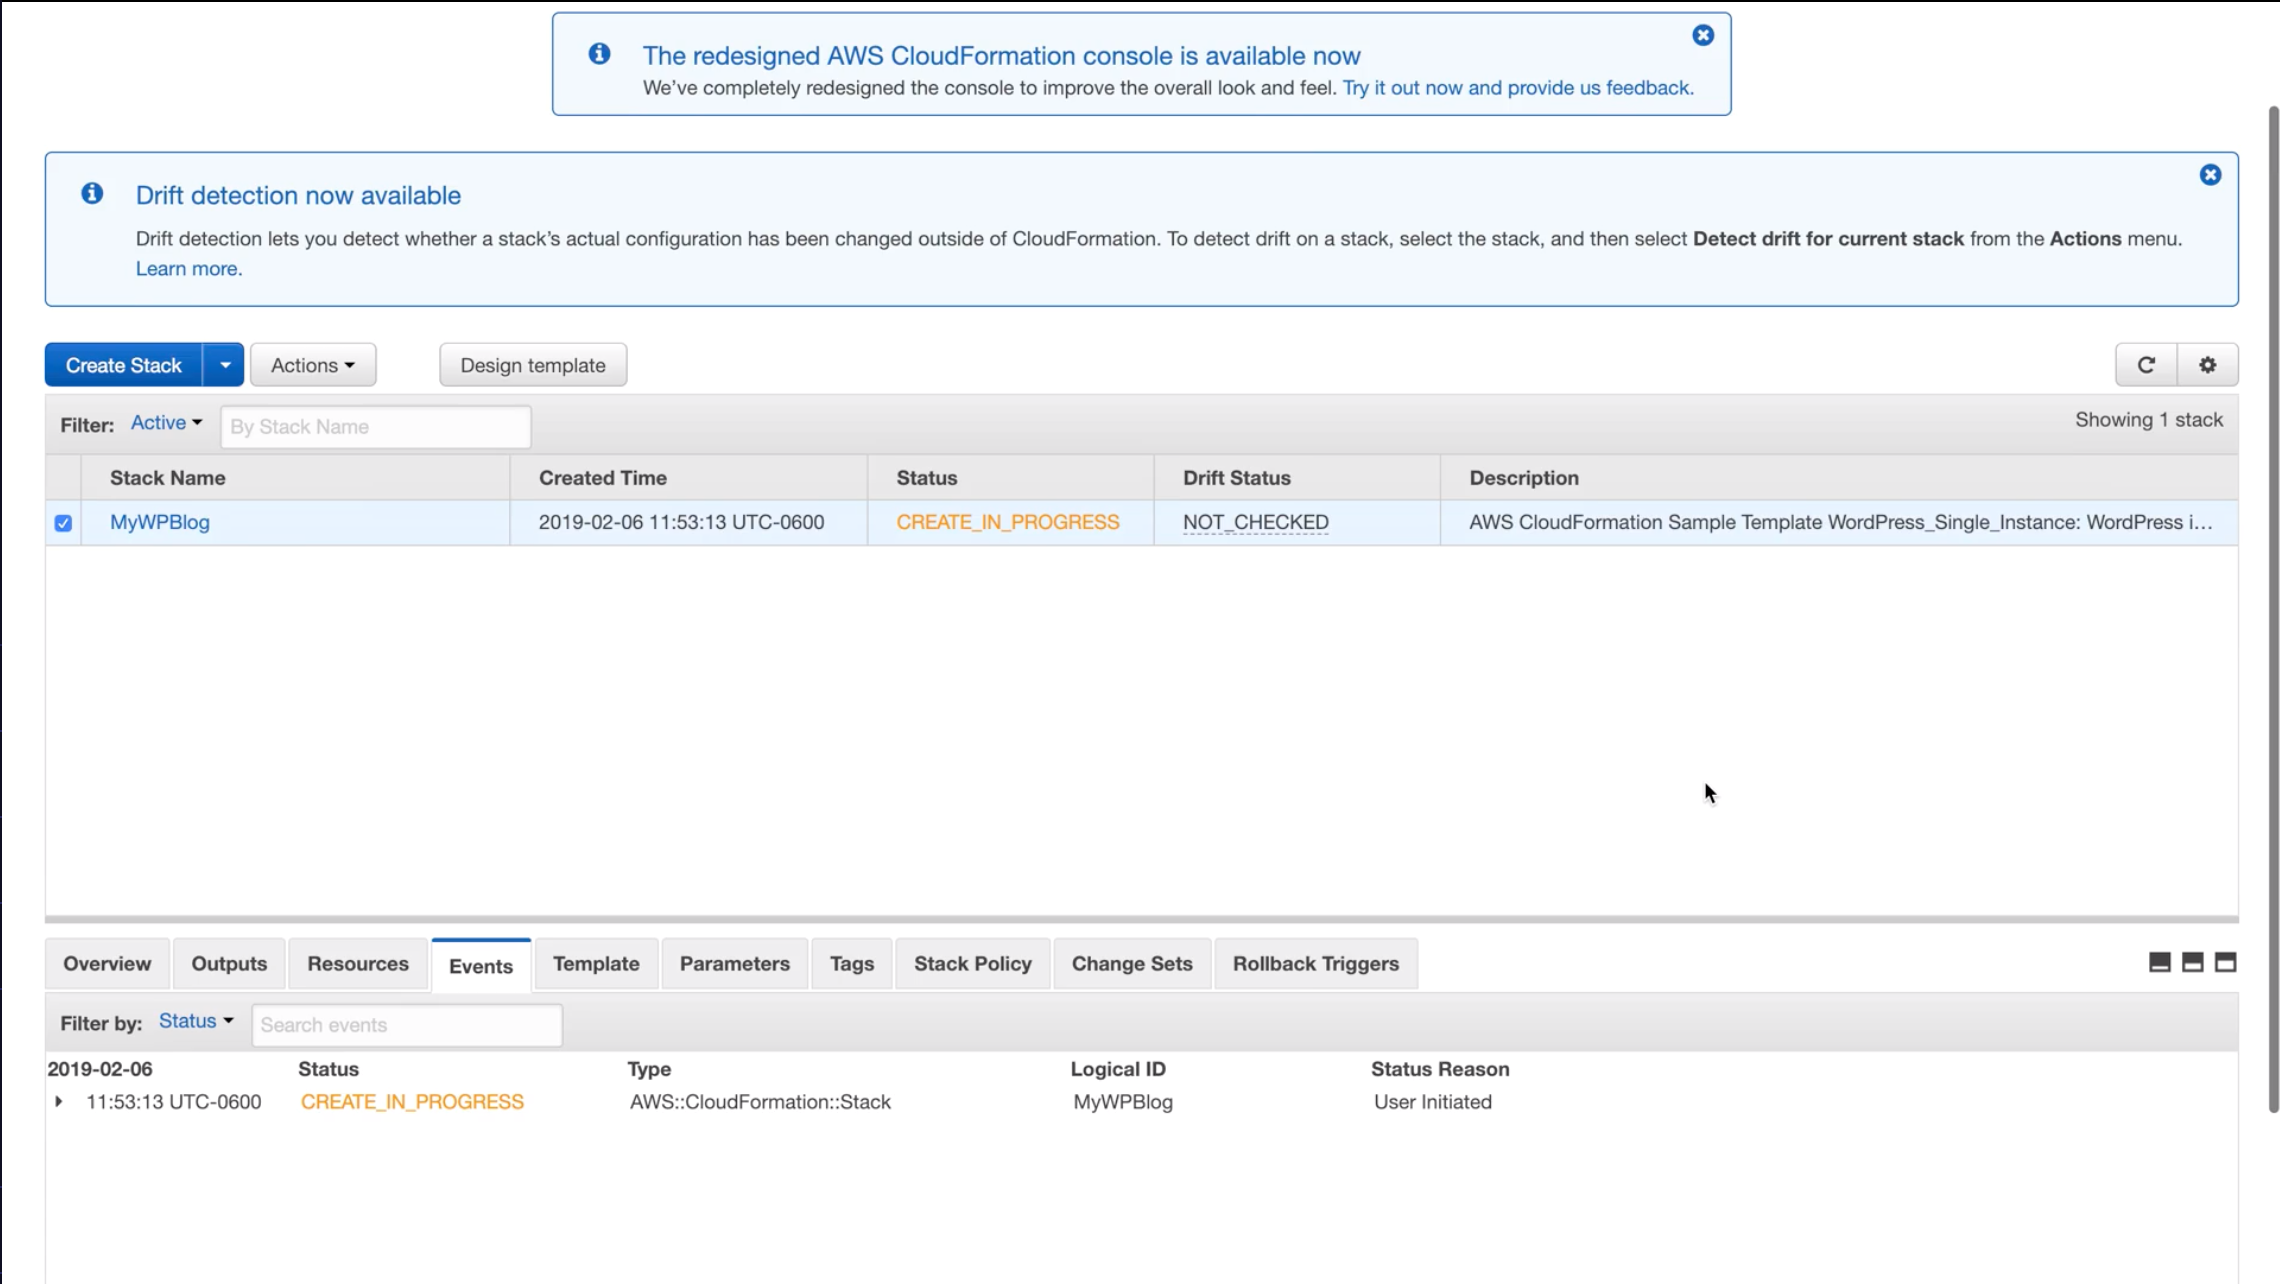 The redesigned AWS CloudFormation console is available now
We've completely redesigned the console to improve the overall look and feel. Try it out now and provide us feedback.
Drift detection now available
Drift detection lets you detect whether a stack's actual configuration has been changed outside of CloudFormation. To detect drift on a stack, select the stack, and then select Detect drift for current stack from the Actions menu.
Learn more.
Create Stack Actions Design template
Filter: Active By Stack Name Showing 1 stack
Stack Name Created Time Status Drift Status Description
MyWPBlog 2019-02-06 11:53:13 UTC-0600 CREATE_IN_PROGRESS NOT_CHECKED AWS CloudFormation Sample Template WordPress_Single_Instance: WordPress i...
Overview Outputs Resources Events Template Parameters Tags Stack Policy Change Sets Rollback Triggers
Filter by: Status Search events
2019-02-06 Status Type Logical ID Status Reason
11:53:13 UTC-0600 CREATE_IN_PROGRESS AWS::CloudFormation::Stack MyWPBlog User Initiated